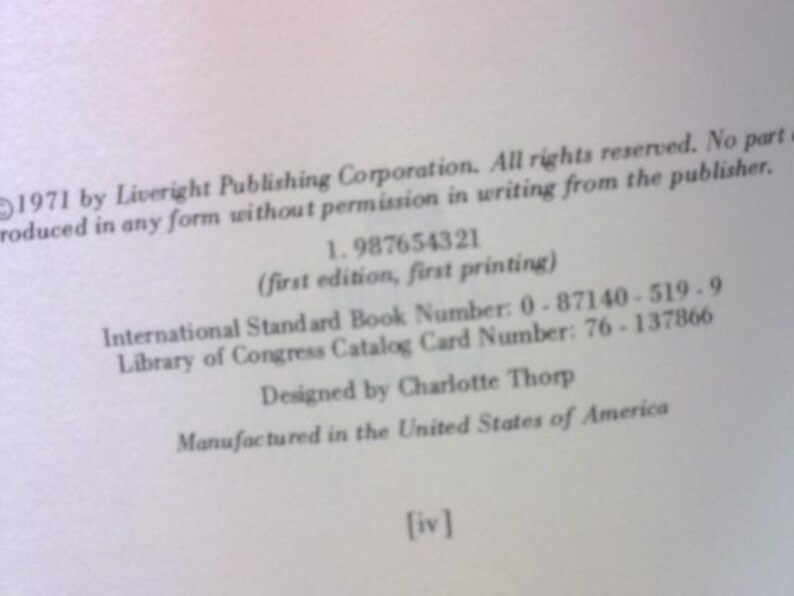 ©1971 by Liveright Publishing Corporation. All rights reserved. No part
roduced in any form without permission in writing from the publisher.
1. 987654321
(first edition, first printing)
International Standard Book Number: 0 - 87140 - 519 - 9
Library of Congress Catalog Card Number: 76 - 137866
Designed by Charlotte Thorp
Manufactured in the United States of America
[iv]